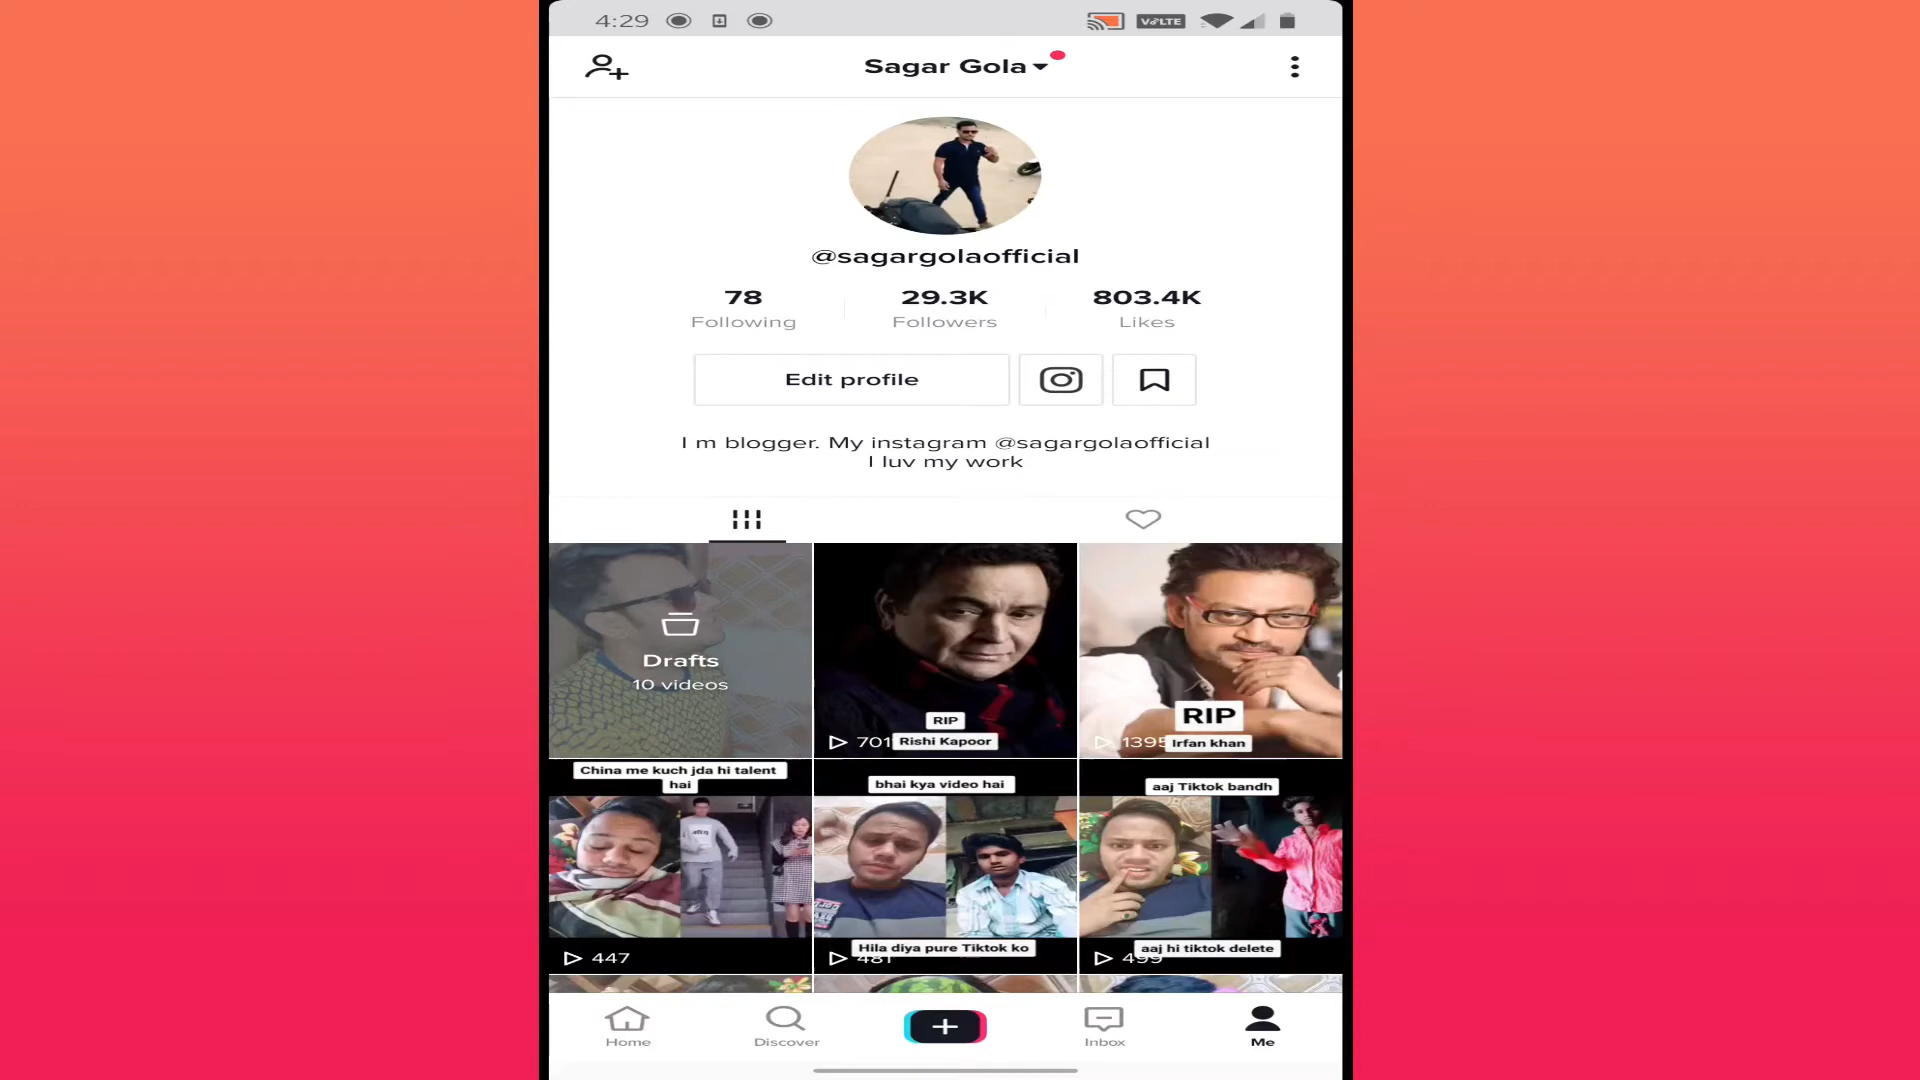 4:29
VoLTE
Sagar Gola
@sagargolaofficial
78
29.3K
803.4K
Following
Followers
Likes
Edit profile
I m blogger. My instagram @sagargolaofficial
I luv my work
Drafts
10 videos
RIP
701
Rishi Kapoor
RIP
1395
Irfan khan
China me kuch jda hi talent
hai
447
bhai kya video hai
Hila diya pure Tiktok ko
481
aaj Tiktok bandh
aaj hi tiktok delete
499
Home
Discover
Inbox
Me